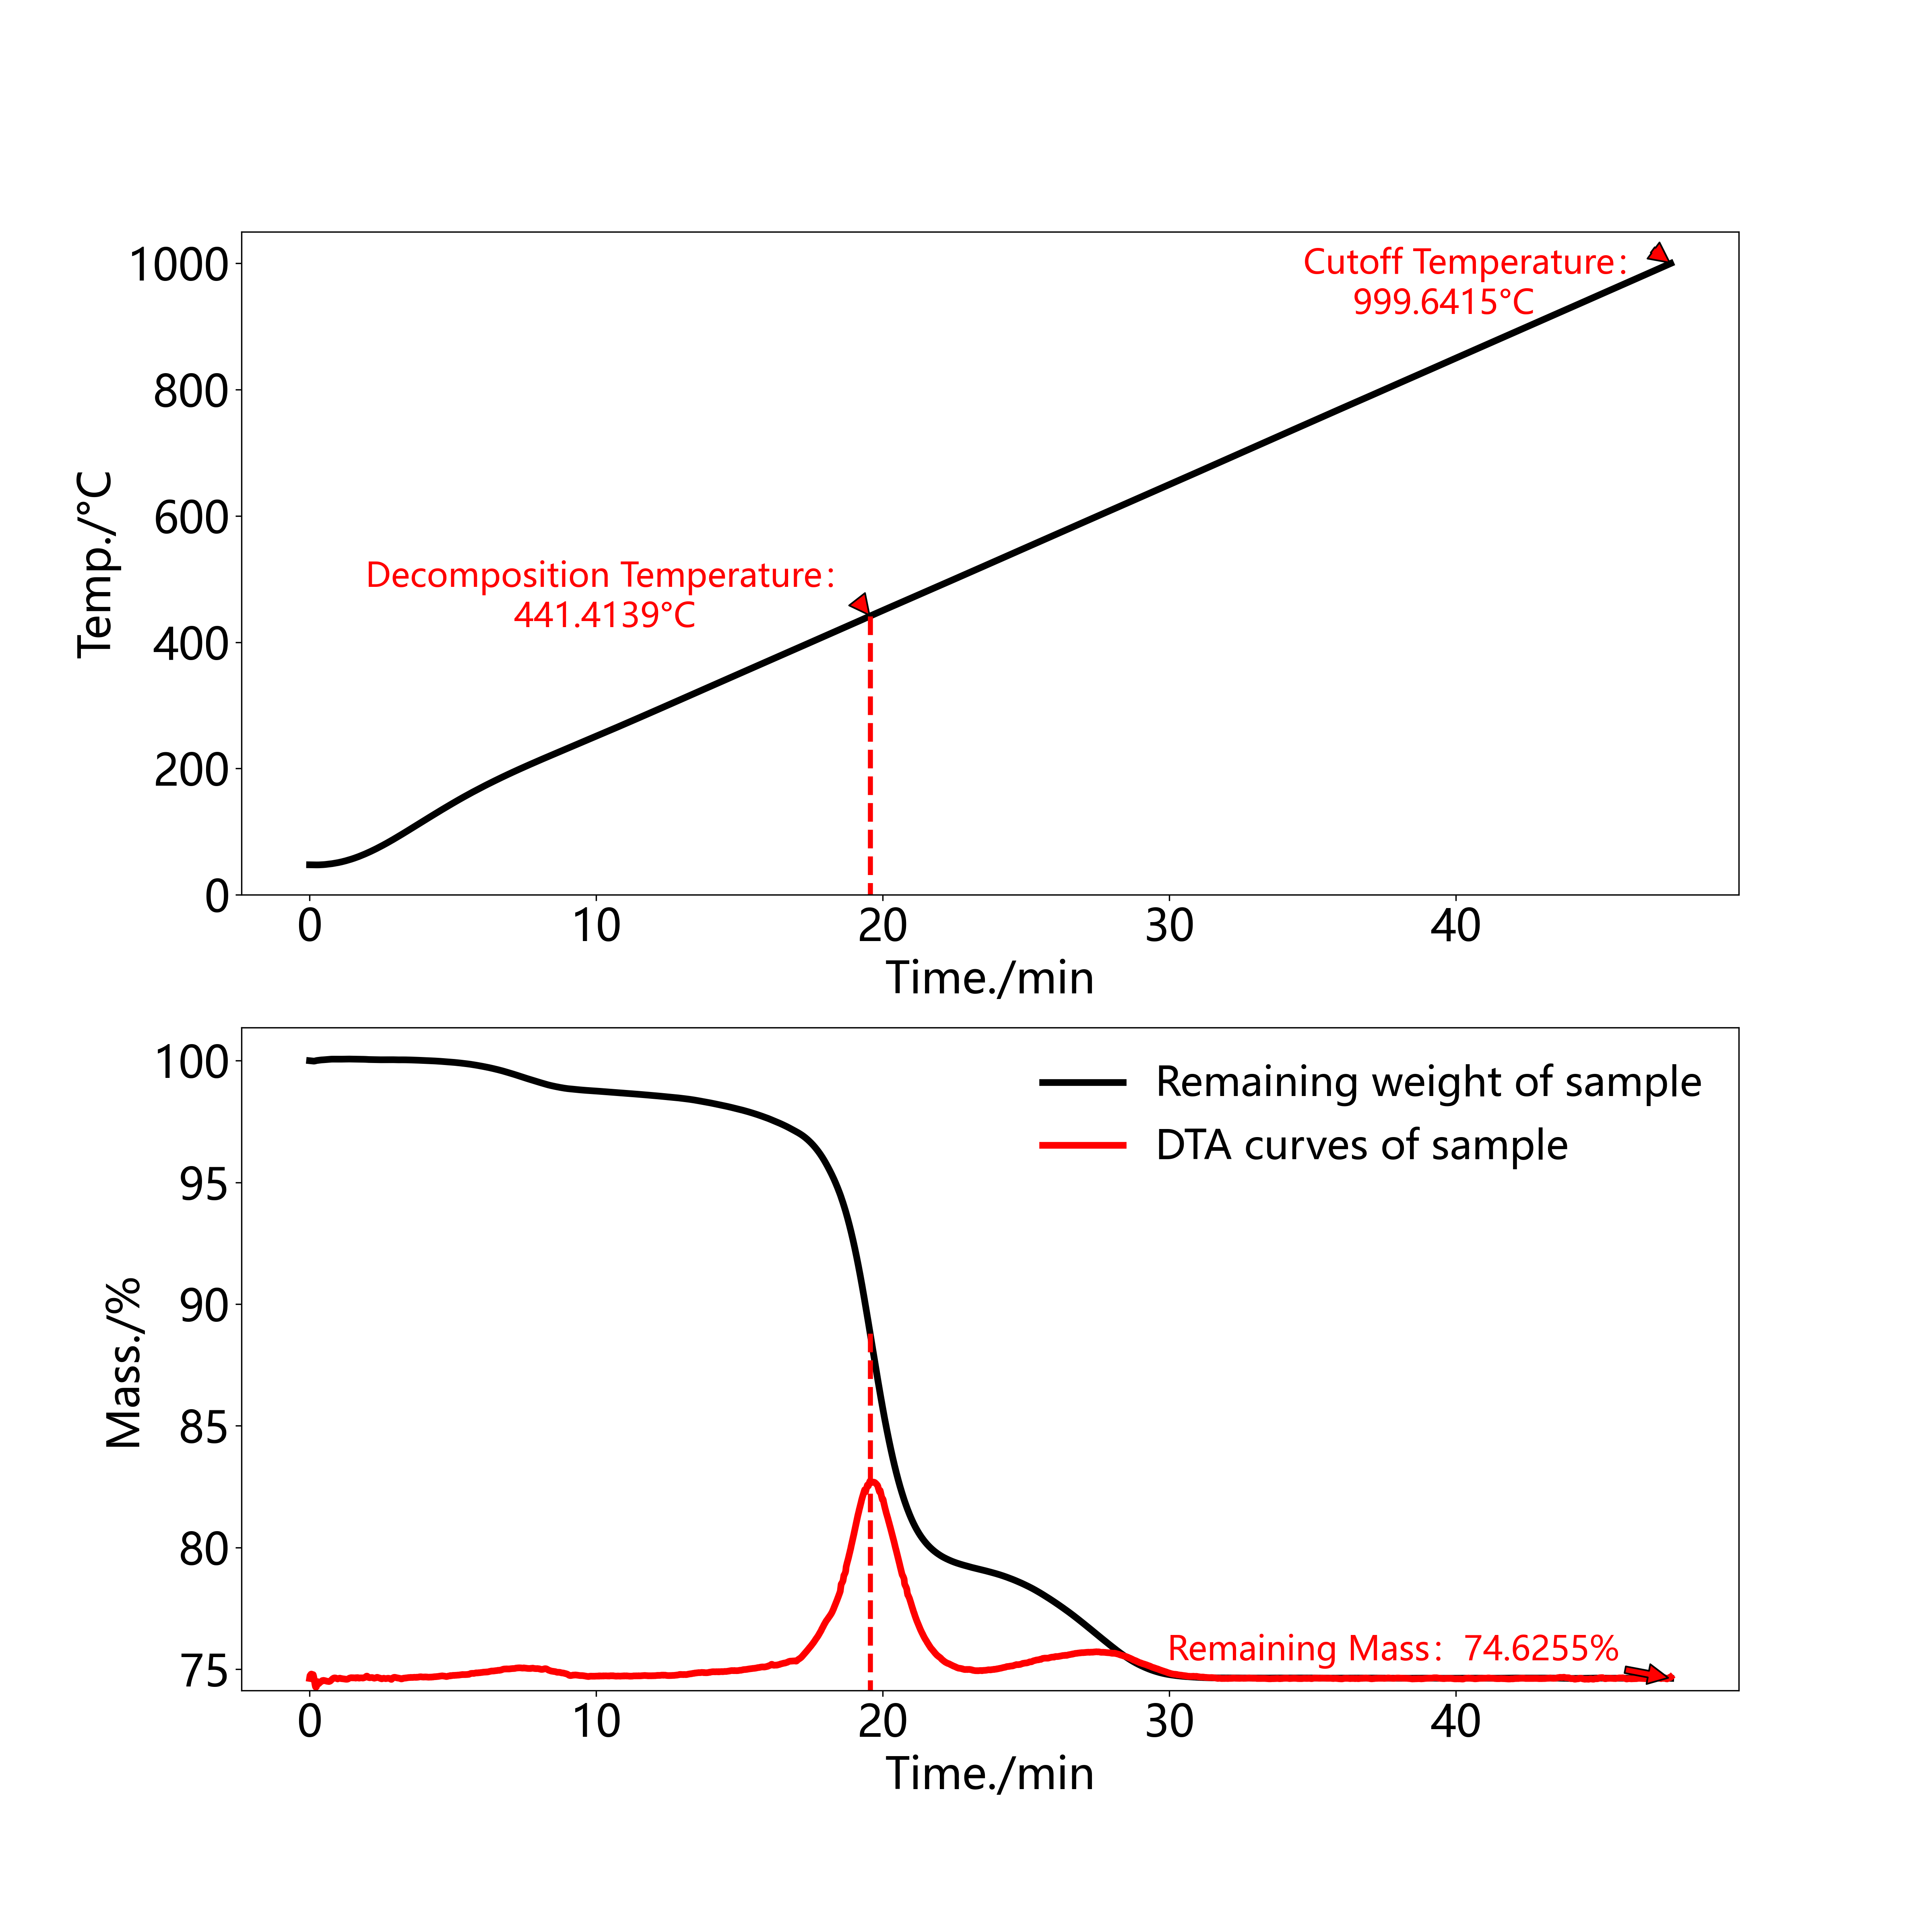 1000
800
600
400
200
0
Temp./°C
Cutoff Temperature：
999.6415°C
Decomposition Temperature：
441.4139°C
0 10 20 30 40
Time./min
100
95
90
85
80
75
Mass./%
Remaining weight of sample
DTA curves of sample
Remaining Mass： 74.6255%
0 10 20 30 40
Time./min